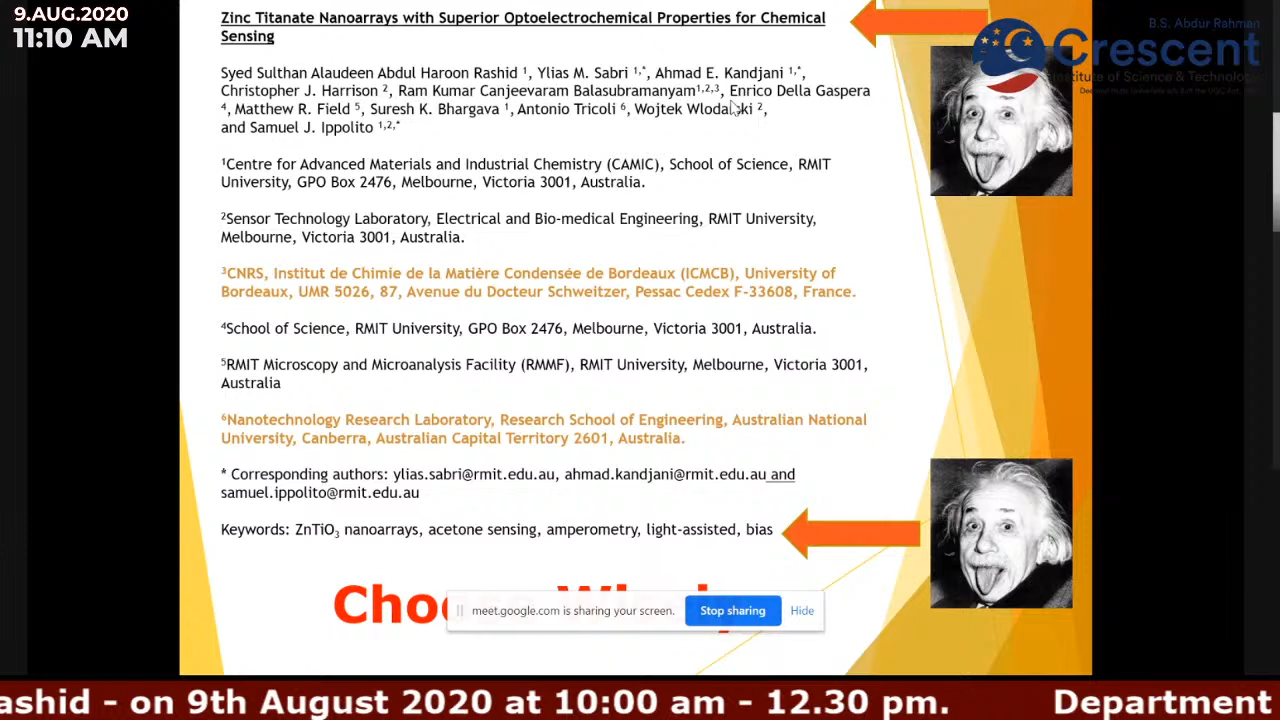 9.AUG.2020
11:10 AM
Zinc Titanate Nanoarrays with Superior Optoelectrochemical Properties for Chemical
Sensing
B.S. Abdur Rahman
Crescent
Institute of Science & Technology
Syed Sulthan Alaudeen Abdul Haroon Rashid ¹, Ylias M. Sabri ¹,*, Ahmad E. Kandjani ¹,*,
Christopher J. Harrison ², Ram Kumar Canjeevaram Balasubramanyam¹,²,³, Enrico Della Gaspera
⁴, Matthew R. Field ⁵, Suresh K. Bhargava ¹, Antonio Tricoli ⁶, Wojtek Wlodarski ²,
and Samuel J. Ippolito ¹,²,*
¹Centre for Advanced Materials and Industrial Chemistry (CAMIC), School of Science, RMIT
University, GPO Box 2476, Melbourne, Victoria 3001, Australia.
²Sensor Technology Laboratory, Electrical and Bio-medical Engineering, RMIT University,
Melbourne, Victoria 3001, Australia.
³CNRS, Institut de Chimie de la Matière Condensée de Bordeaux (ICMCB), University of
Bordeaux, UMR 5026, 87, Avenue du Docteur Schweitzer, Pessac Cedex F-33608, France.
⁴School of Science, RMIT University, GPO Box 2476, Melbourne, Victoria 3001, Australia.
⁵RMIT Microscopy and Microanalysis Facility (RMMF), RMIT University, Melbourne, Victoria 3001,
Australia
⁶Nanotechnology Research Laboratory, Research School of Engineering, Australian National
University, Canberra, Australian Capital Territory 2601, Australia.
* Corresponding authors: ylias.sabri@rmit.edu.au, ahmad.kandjani@rmit.edu.au and
samuel.ippolito@rmit.edu.au
Keywords: ZnTiO₃ nanoarrays, acetone sensing, amperometry, light-assisted, bias
meet.google.com is sharing your screen. Stop sharing Hide
ashid - on 9th August 2020 at 10:00 am - 12.30 pm. Department